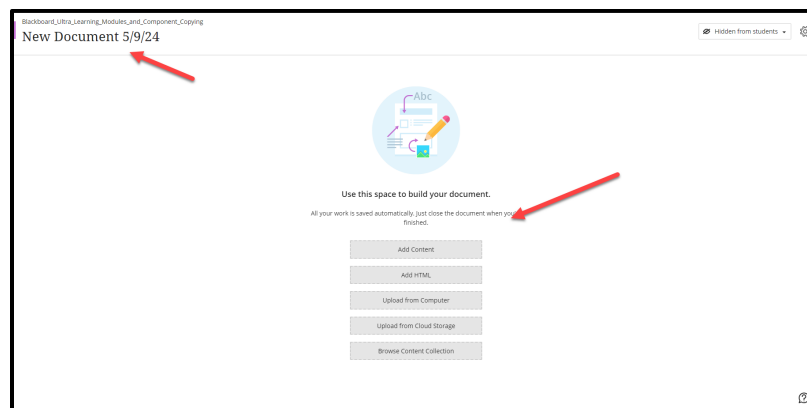 Blackboard_Ultra_Learning_Modules_and_Component_Copying
New Document 5/9/24
Hidden from students
Abc
Use this space to build your document.
All your work is saved automatically. Just close the document when
finished.
Add Content
Add HTML
Upload from Computer
Upload from Cloud Storage
Browse Content Collection